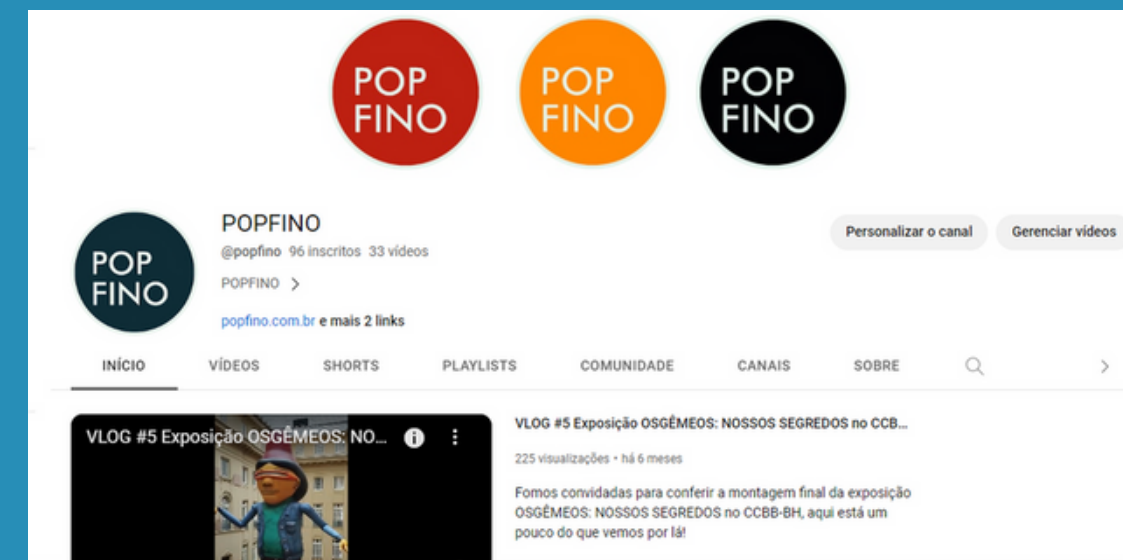 POP FINO
POP FINO
POP FINO
POP FINO
POPFINO
@popfino 96 inscritos 33 vídeos
POPFINO >
popfino.com.br e mais 2 links
Personalizar o canal
Gerenciar vídeos
INÍCIO VÍDEOS SHORTS PLAYLISTS COMUNIDADE CANAIS SOBRE
VLOG #5 Exposição OSGÊMEOS: NO...
VLOG #5 Exposição OSGÊMEOS: NOSSOS SEGREDOS no CCB...
225 visualizações • há 6 meses
Fomos convidadas para conferir a montagem final da exposição
OSGÊMEOS: NOSSOS SEGREDOS no CCBB-BH, aqui está um
pouco do que vemos por lá!